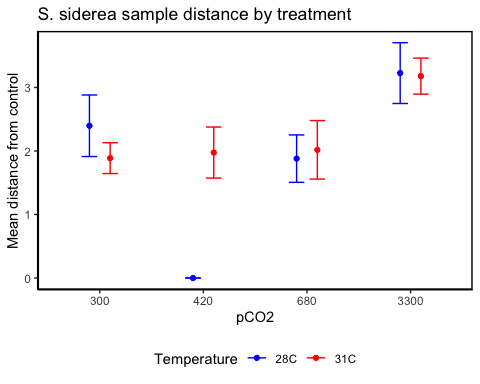 S. siderea sample distance by treatment
Mean distance from control
3
2
1
0
300 420 680 3300
pCO2
Temperature 28C 31C